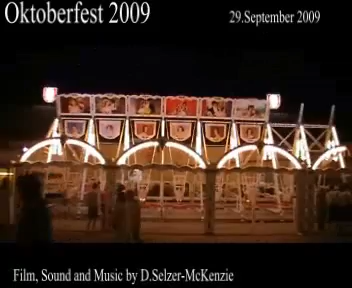 Oktoberfest 2009
29.September 2009
Film, Sound and Music by D.Selzer-McKenzie